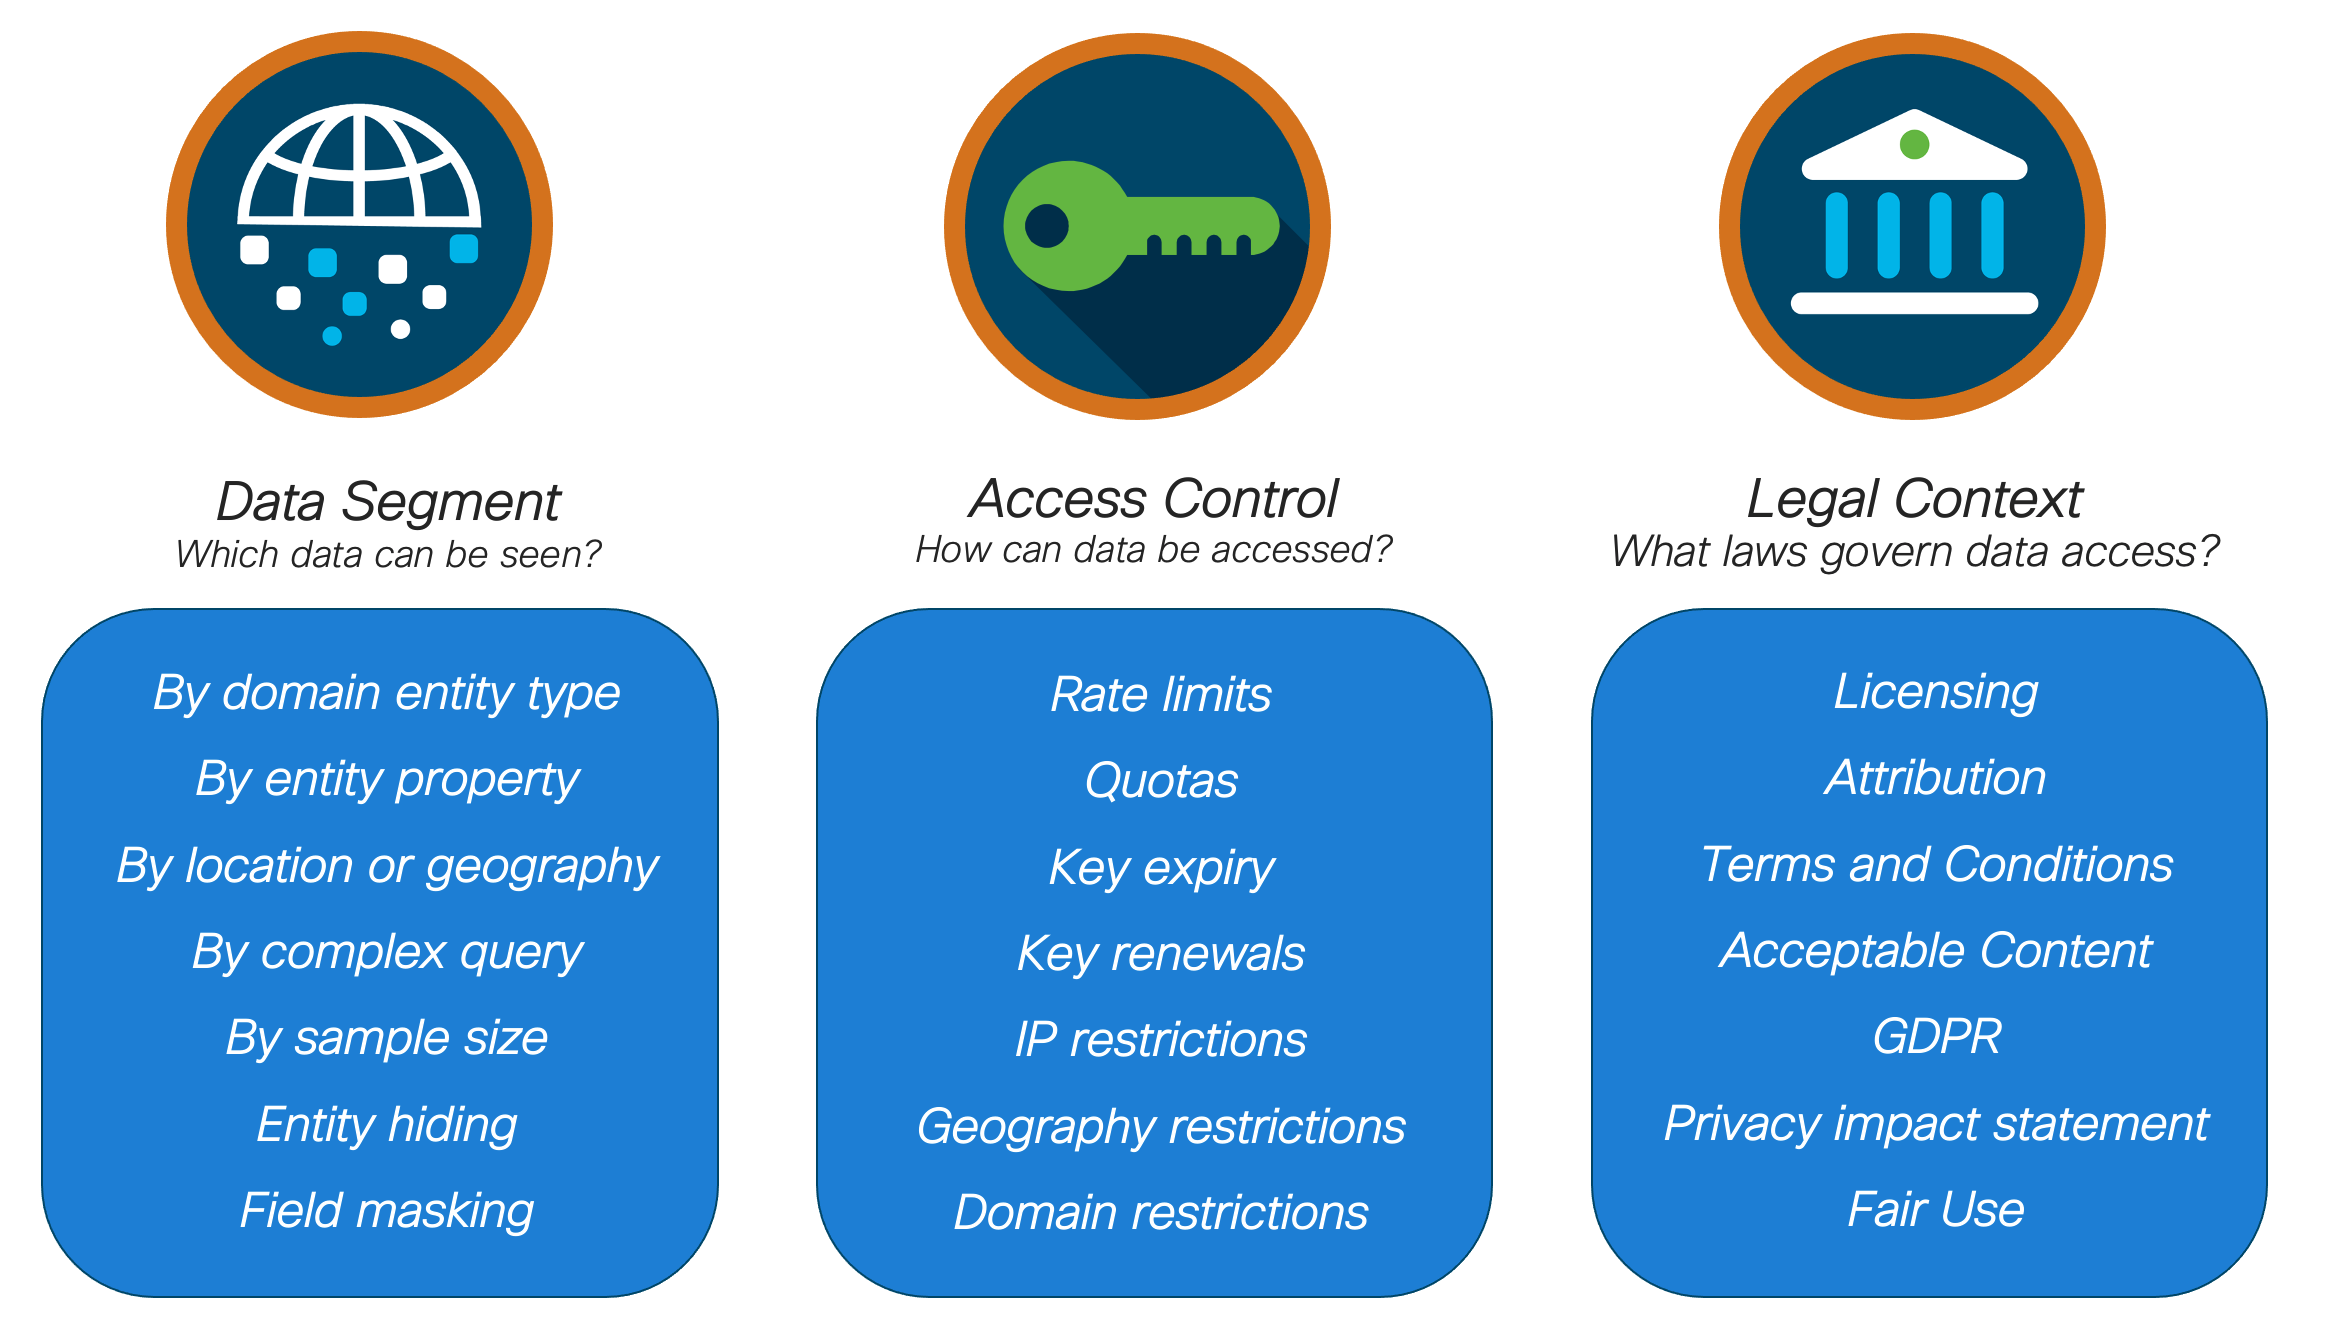 Data Segment
Which data can be seen?
By domain entity type
By entity property
By location or geography
By complex query
By sample size
Entity hiding
Field masking
Access Control
How can data be accessed?
Rate limits
Quotas
Key expiry
Key renewals
IP restrictions
Geography restrictions
Domain restrictions
Legal Context
What laws govern data access?
Licensing
Attribution
Terms and Conditions
Acceptable Content
GDPR
Privacy impact statement
Fair Use